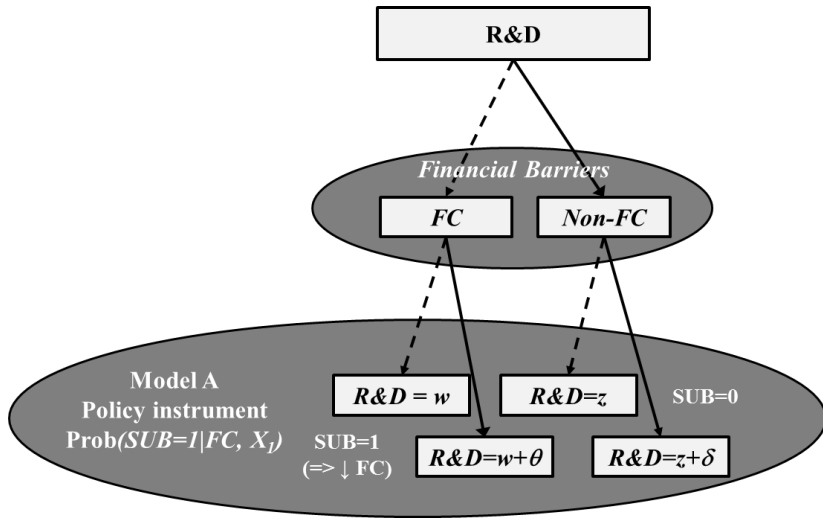 R&D
Financial Barriers
FC
Non-FC
Model A
Policy instrument
Prob(SUB=1|FC, X₁)
R&D = w
R&D=z
SUB=0
SUB=1
(=> ↓ FC)
R&D=w+θ
R&D=z+δ